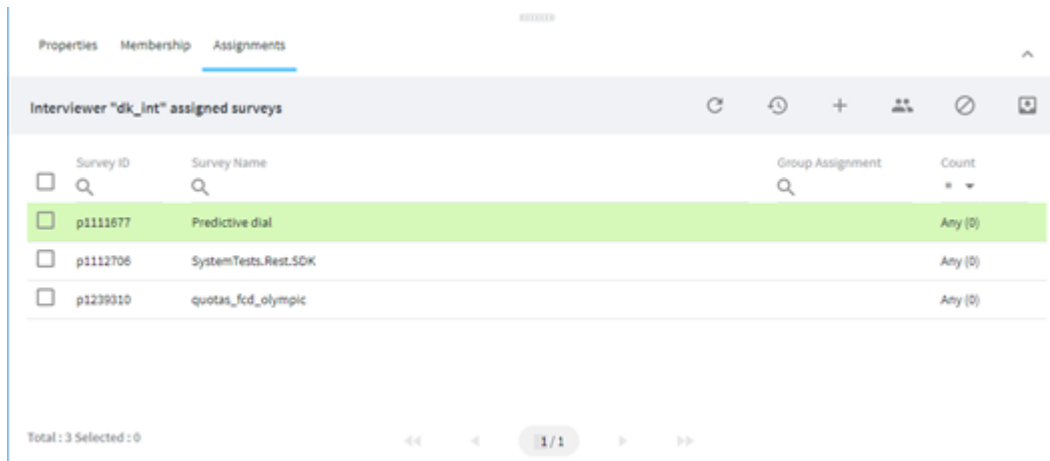 Properties Membership Assignments
Interviewer "dk_int" assigned surveys
Survey ID Survey Name Group Assignment Count
=
p1111677 Predictive dial Any (0)
p1112706 SystemTests.Rest.SDK Any (0)
p1239310 quotas_fcd_olympic Any (0)
Total : 3 Selected : 0 1 / 1